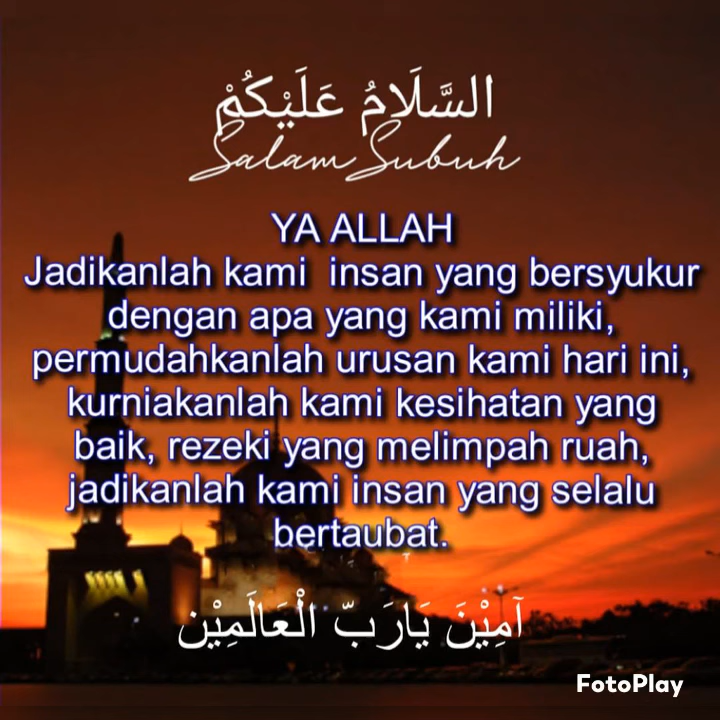 السَّلَامُ عَلَيْكُمْ
Salam Subuh
YA ALLAH
Jadikanlah kami insan yang bersyukur
dengan apa yang kami miliki,
permudahkanlah urusan kami hari ini,
kurniakanlah kami kesihatan yang
baik, rezeki yang melimpah ruah,
jadikanlah kami insan yang selalu
bertaubat.
آمِيْنَ يَارَبّ الْعَالَمِيْن
FotoPlay